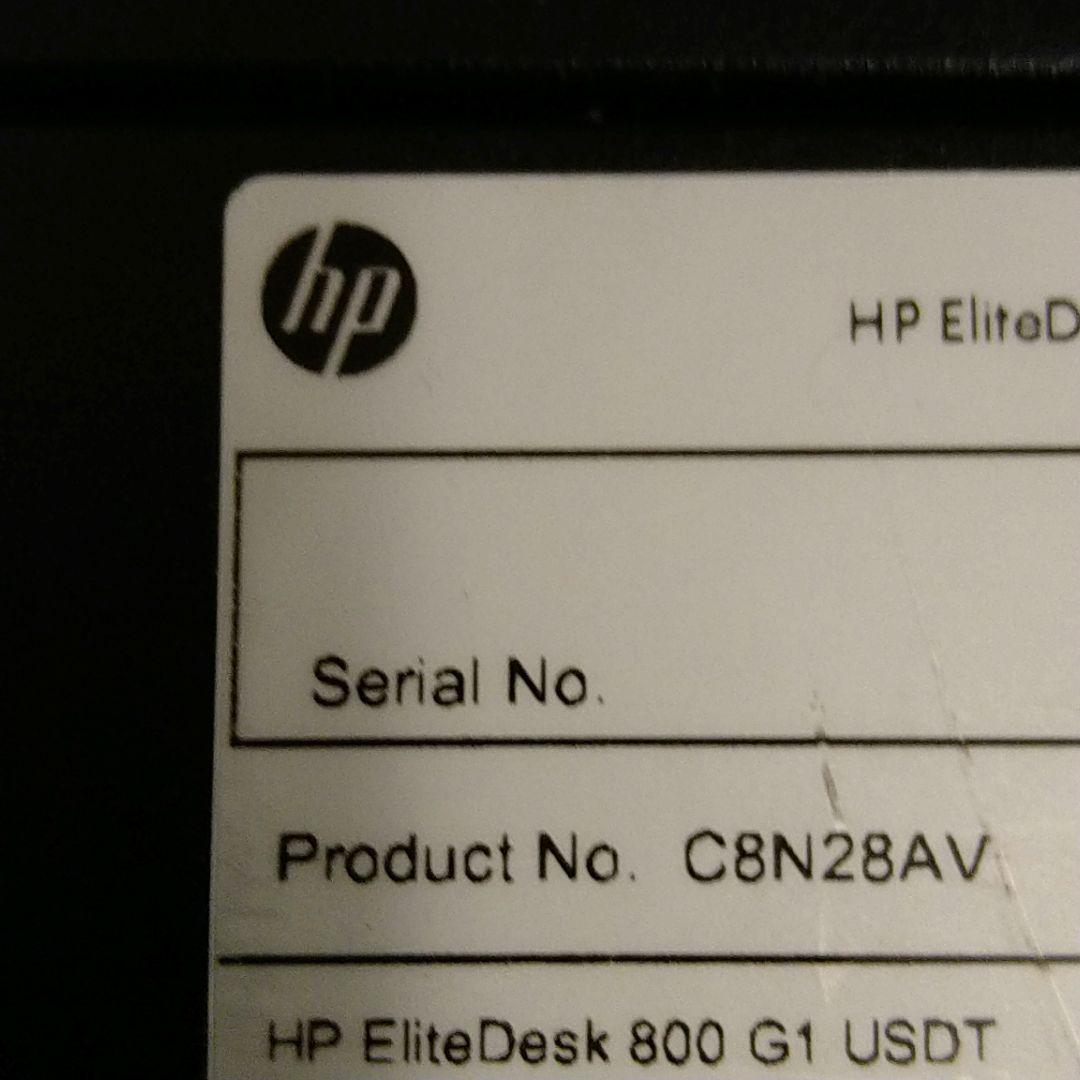 hp
HP EliteD
Serial No.
Product No. C8N28AV
HP EliteDesk 800 G1 USDT